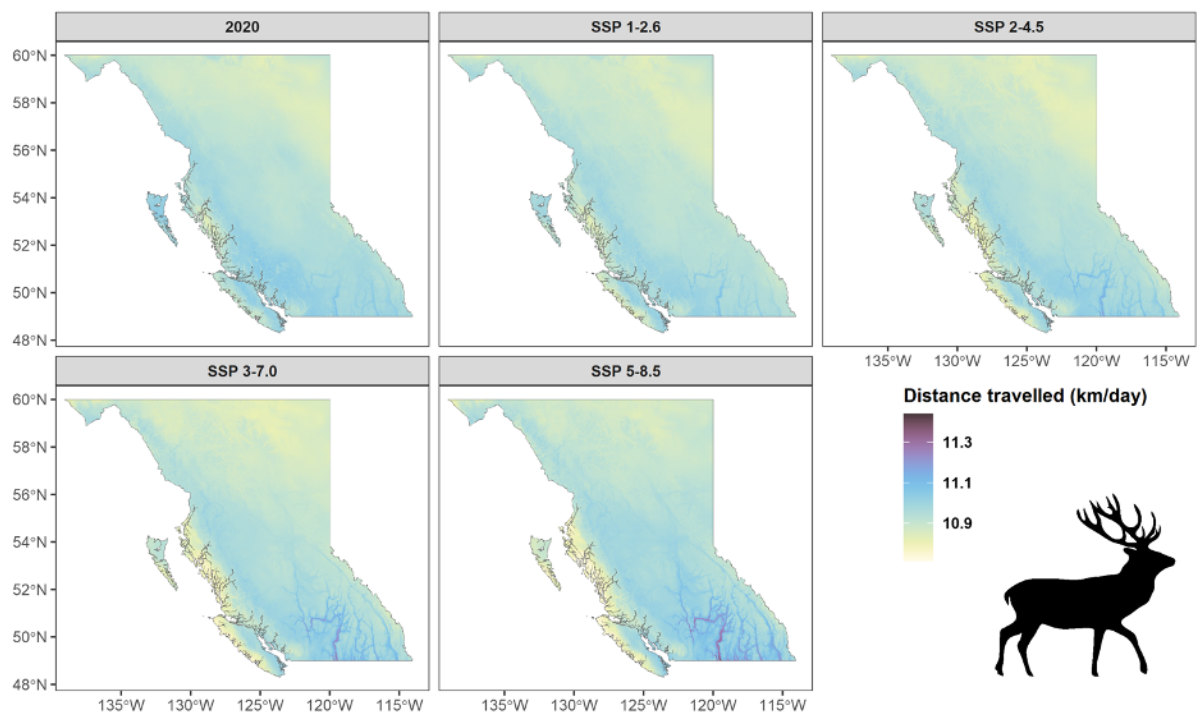 2020
SSP 1-2.6
SSP 2-4.5
60°N
58°N
56°N
54°N
52°N
50°N
48°N
135°W 130°W 125°W 120°W 115°W
SSP 3-7.0
SSP 5-8.5
60°N
58°N
56°N
54°N
52°N
50°N
48°N
135°W 130°W 125°W 120°W 115°W
135°W 130°W 125°W 120°W 115°W
Distance travelled (km/day)
11.3
11.1
10.9